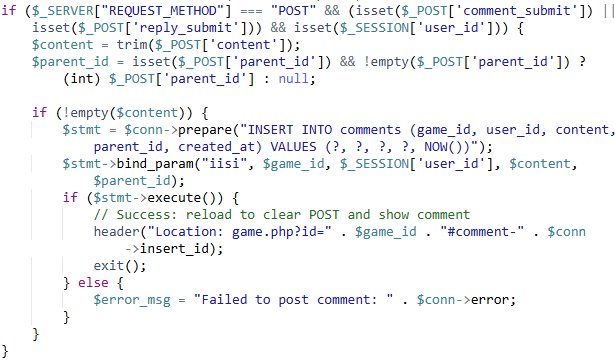 if ($_SERVER["REQUEST_METHOD"] === "POST" && (isset($_POST['comment_submit']) ||
isset($_POST['reply_submit'])) && isset($_SESSION['user_id'])) {
$content = trim($_POST['content']);
$parent_id = isset($_POST['parent_id']) && !empty($_POST['parent_id']) ?
(int) $_POST['parent_id'] : null;
if (!empty($content)) {
$stmt = $conn->prepare("INSERT INTO comments (game_id, user_id, content,
parent_id, created_at) VALUES (?, ?, ?, ?, NOW())");
$stmt->bind_param("iisi", $game_id, $_SESSION['user_id'], $content,
$parent_id);
if ($stmt->execute()) {
// Success: reload to clear POST and show comment
header("Location: game.php?id=" . $game_id . "#comment-" . $conn
->insert_id);
exit();
} else {
$error_msg = "Failed to post comment: " . $conn->error;
}
}
}